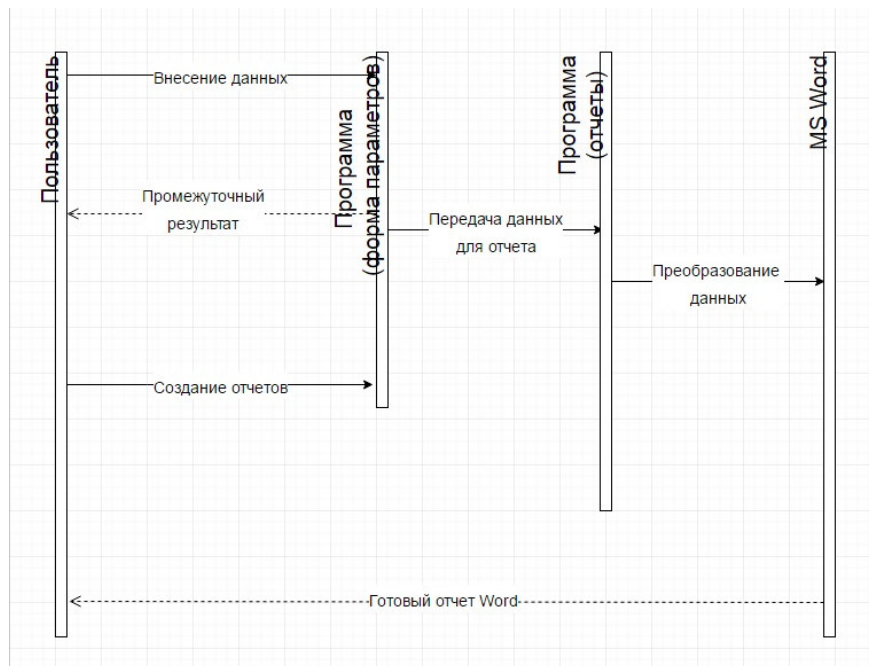 Пользователь
Программа
(форма параметров)
Программа
(отчеты)
MS Word
Внесение данных
Промежуточный
результат
Передача данных
для отчета
Преобразование
данных
Создание отчетов
Готовый отчет Word